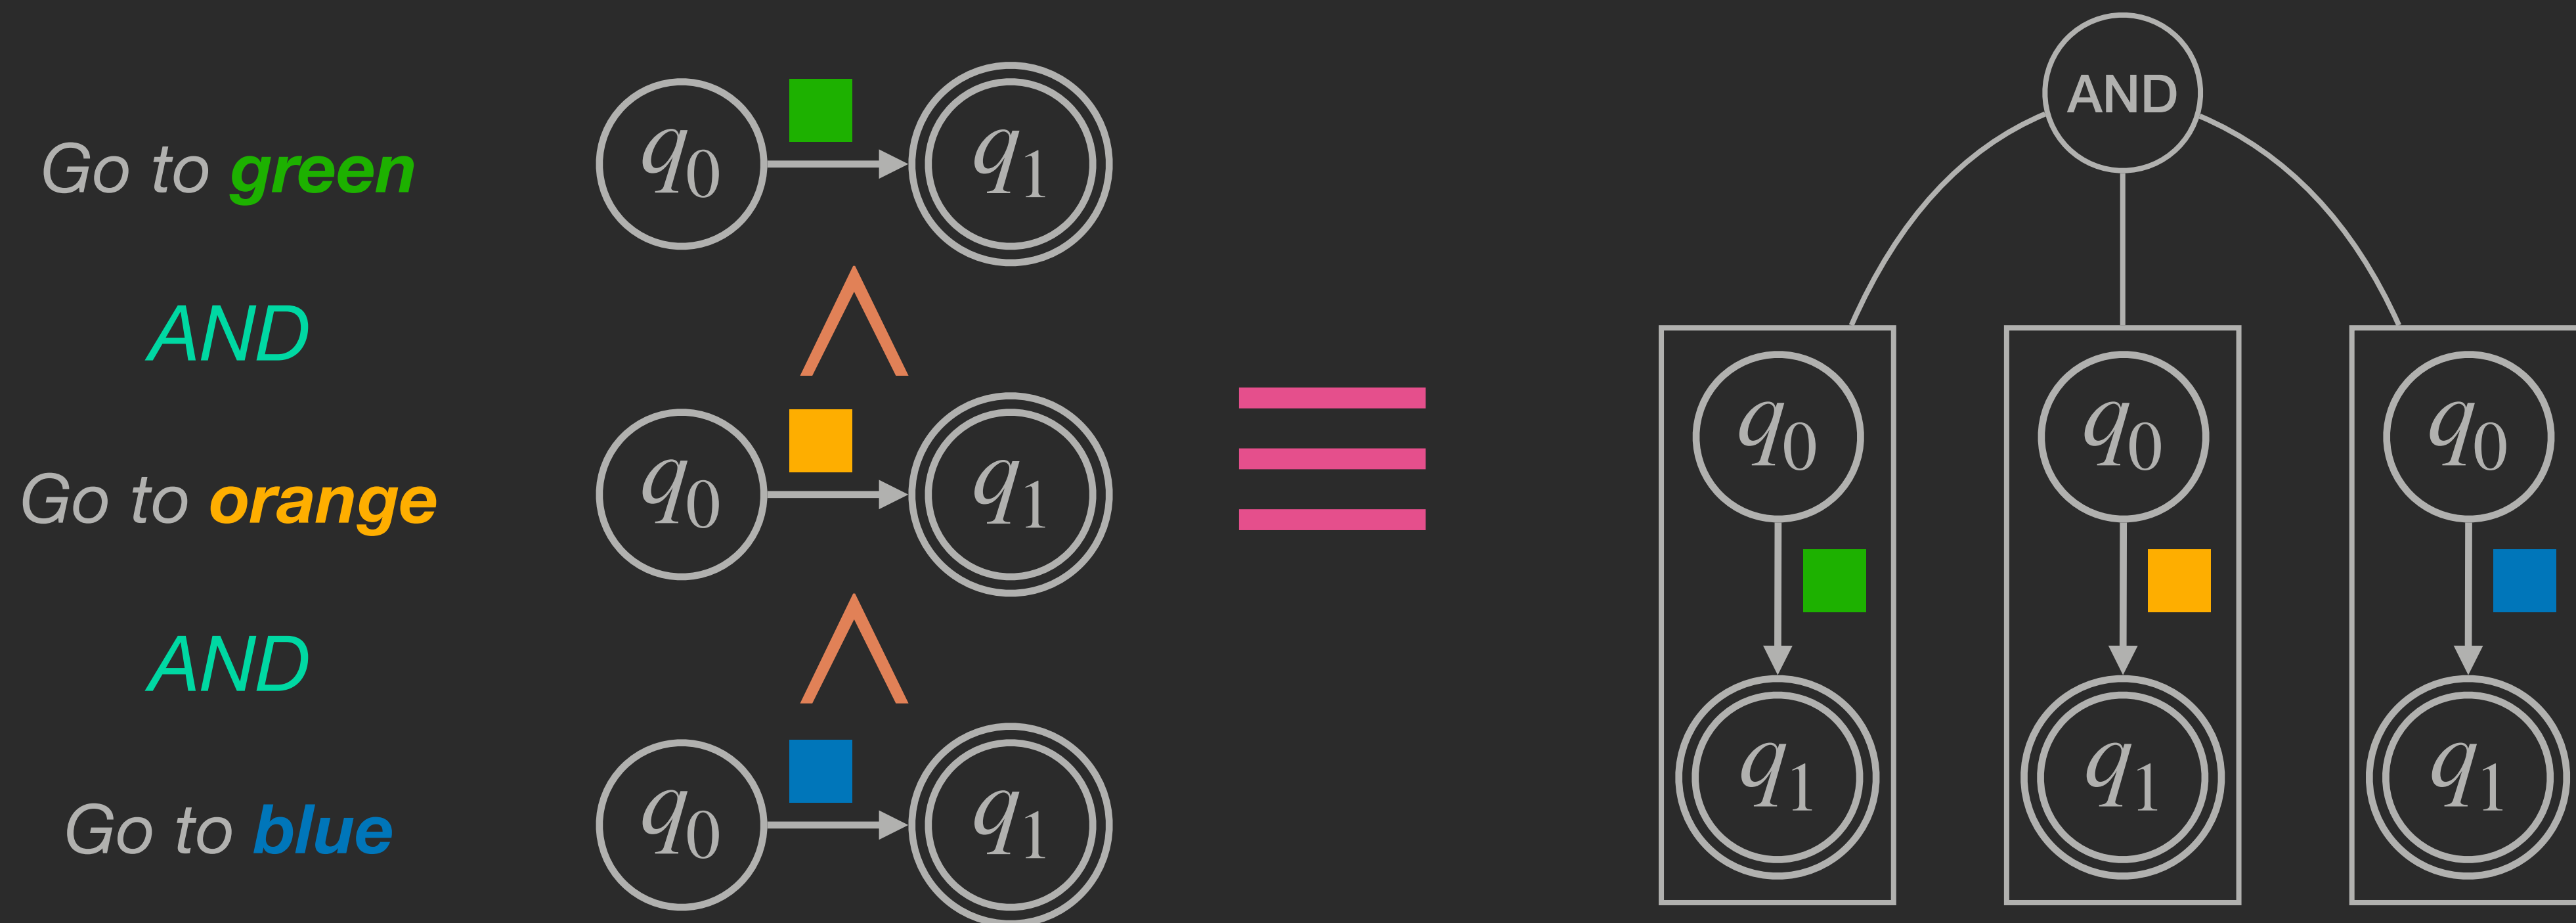 Go to green
AND
Go to orange
AND
Go to blue
q0 q1
∧
q0 q1
∧
q0 q1
≡
AND
q0 q0 q0
q1 q1 q1